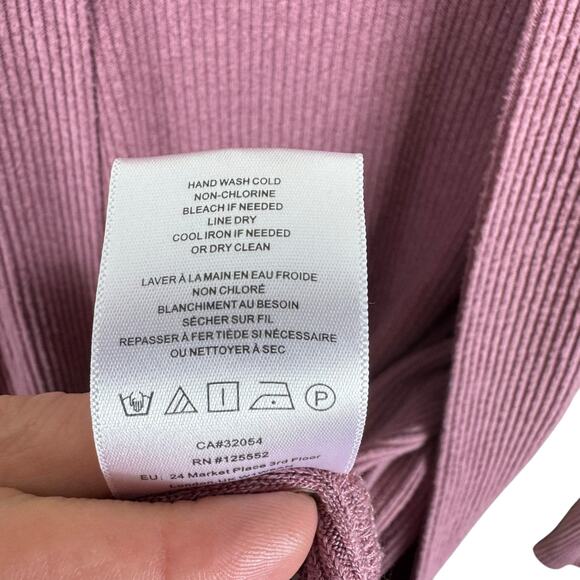 HAND WASH COLD
NON-CHLORINE
BLEACH IF NEEDED
LINE DRY
COOL IRON IF NEEDED
OR DRY CLEAN
LAVER À LA MAIN EN EAU FROIDE
NON CHLORÉ
BLANCHIMENT AU BESOIN
SÉCHER SUR FIL
REPASSER À FER TIÈDE SI NÉCESSAIRE
OU NETTOYER À SEC
P
CA#32054
RN #125552
EU: 24 Market Place 3rd Floor
London UK